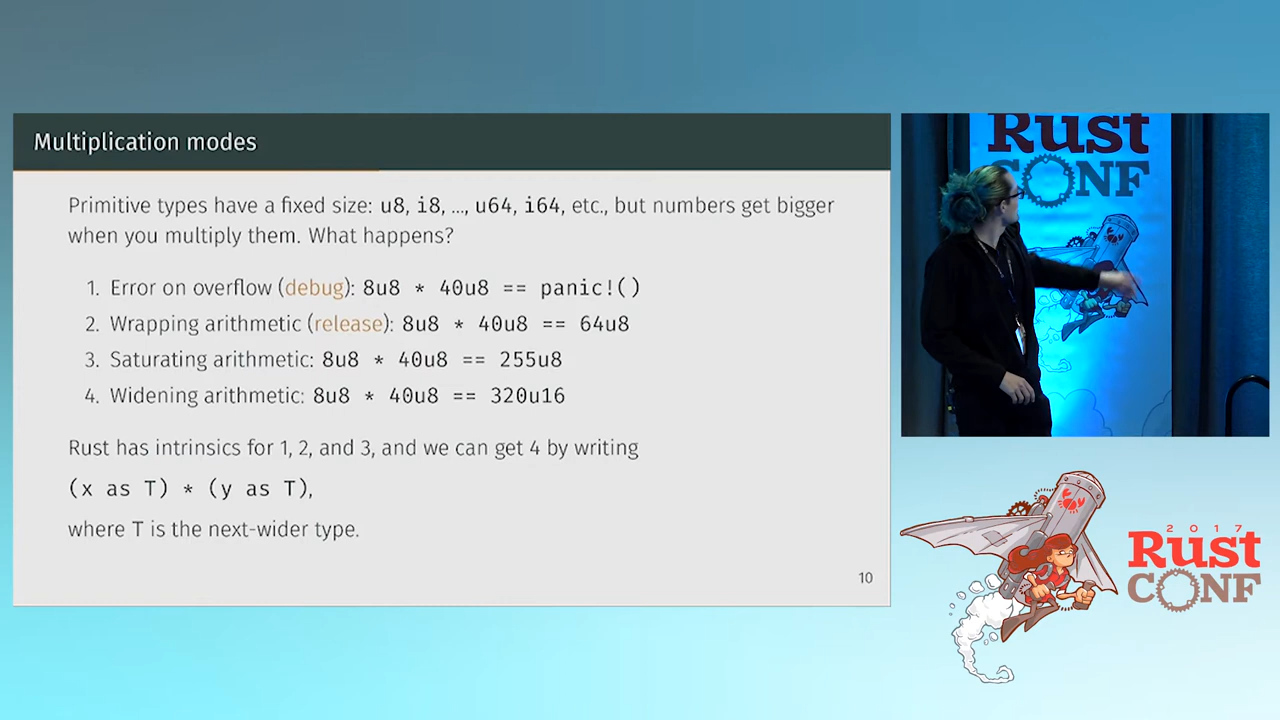 Multiplication modes
Primitive types have a fixed size: u8, i8, ..., u64, i64, etc., but numbers get bigger
when you multiply them. What happens?
1. Error on overflow (debug): 8u8 * 40u8 == panic!()
2. Wrapping arithmetic (release): 8u8 * 40u8 == 64u8
3. Saturating arithmetic: 8u8 * 40u8 == 255u8
4. Widening arithmetic: 8u8 * 40u8 == 320u16
Rust has intrinsics for 1, 2, and 3, and we can get 4 by writing
(x as T) * (y as T),
where T is the next-wider type.
10
Rust
CONF
2017
Rust
CONF